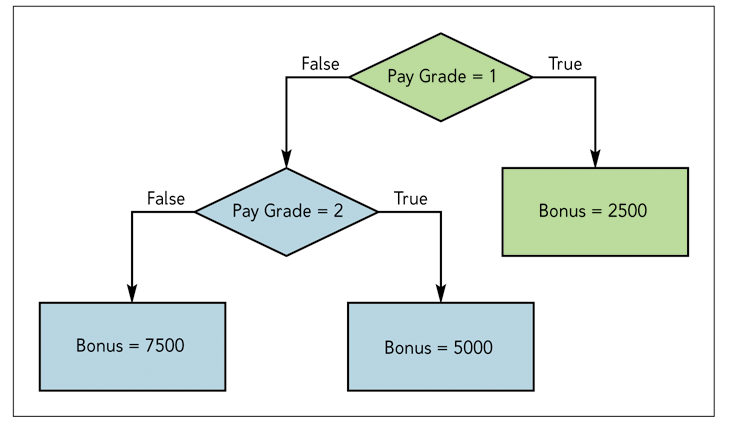 False
Pay Grade = 1
True
False
Pay Grade = 2
True
Bonus = 2500
Bonus = 7500
Bonus = 5000